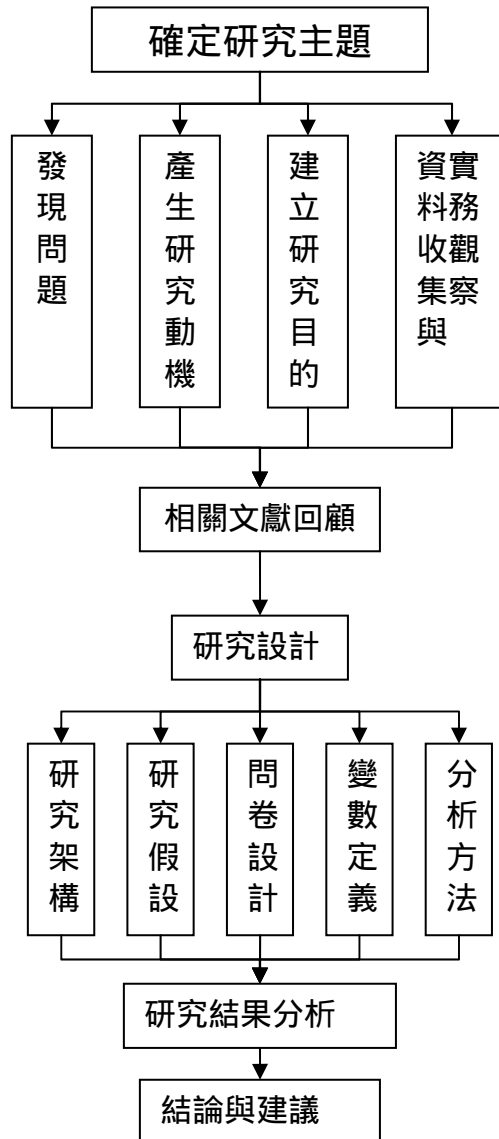 確定研究主題
發現問題
產生研究動機
建立研究目的
實務觀察與
資料收集
相關文獻回顧
研究設計
研究架構
研究假設
問卷設計
變數定義
分析方法
研究結果分析
結論與建議